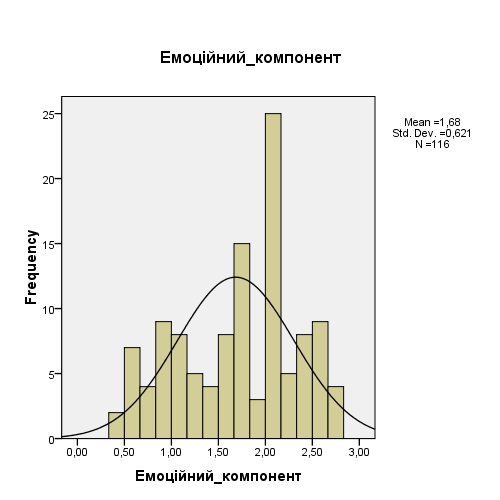 Емоційний_компонент
Mean =1,68
Std. Dev. =0,621
N =116
Frequency
25
20
15
10
5
0
0,00 0,50 1,00 1,50 2,00 2,50 3,00
Емоційний_компонент